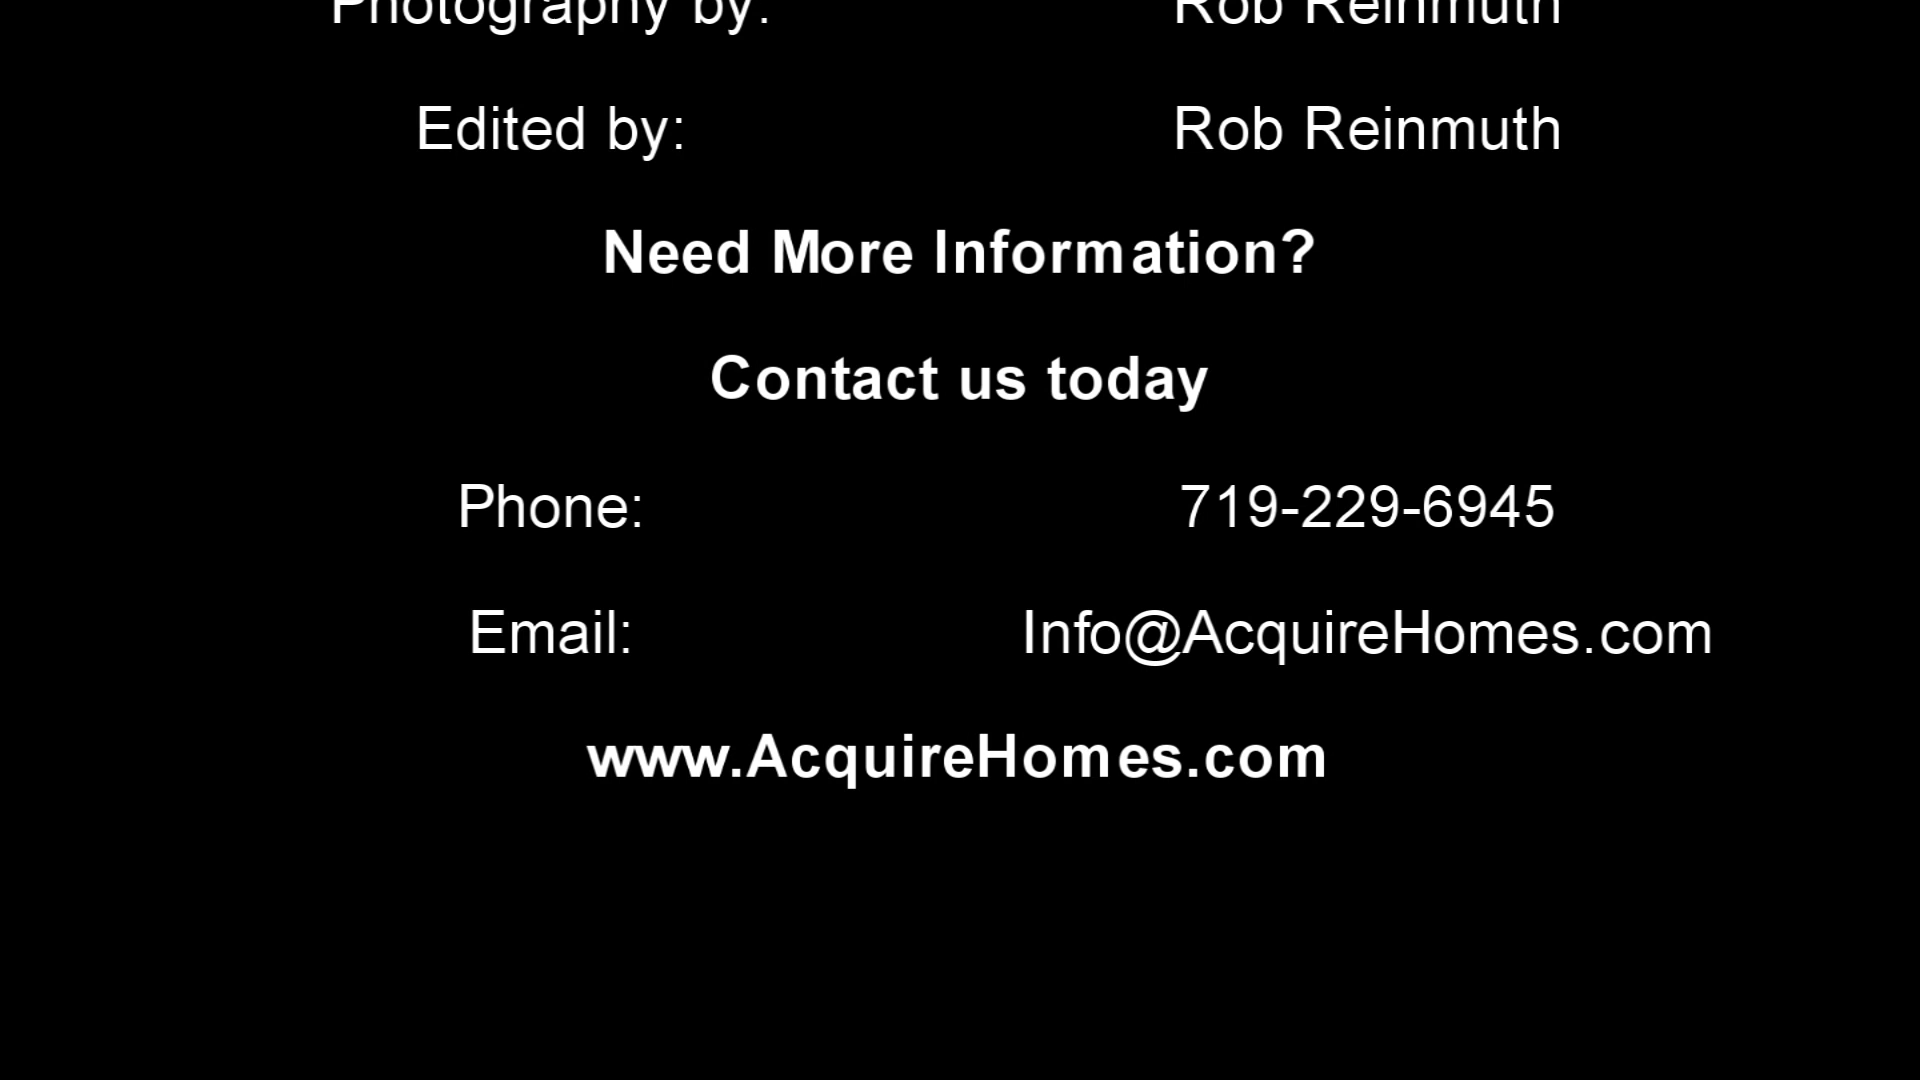 Photography by: Rob Reinmuth
Edited by: Rob Reinmuth
Need More Information?
Contact us today
Phone: 719-229-6945
Email: Info@AcquireHomes.com
www.AcquireHomes.com